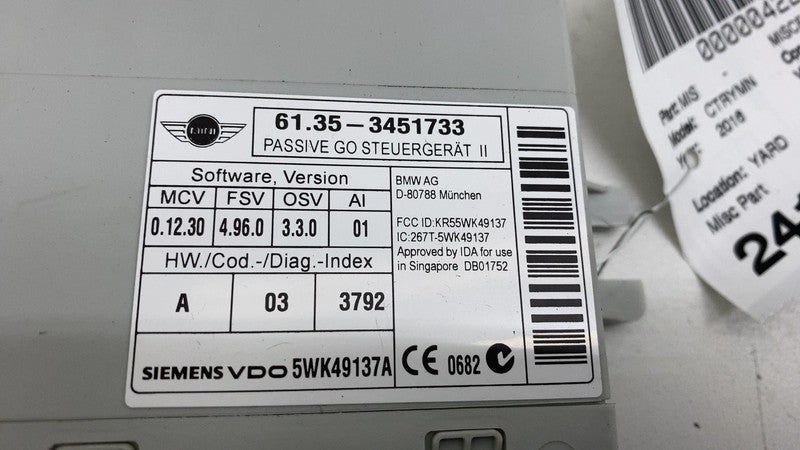 MINI
61.35-3451733
PASSIVE GO STEUERGERÄT II
Software, Version
MCV FSV OSV AI
0.12.30 4.96.0 3.3.0 01
HW./Cod.-/Diag.-Index
A 03 3792
SIEMENS VDO 5WK49137A
BMW AG
D-80788 München
FCC ID:KR55WK49137
IC:267T-5WK49137
Approved by IDA for use
in Singapore DB01752
CE 0682
Part: MIS
Model: CTRYMN
2016
Location: YARD
Misc Part